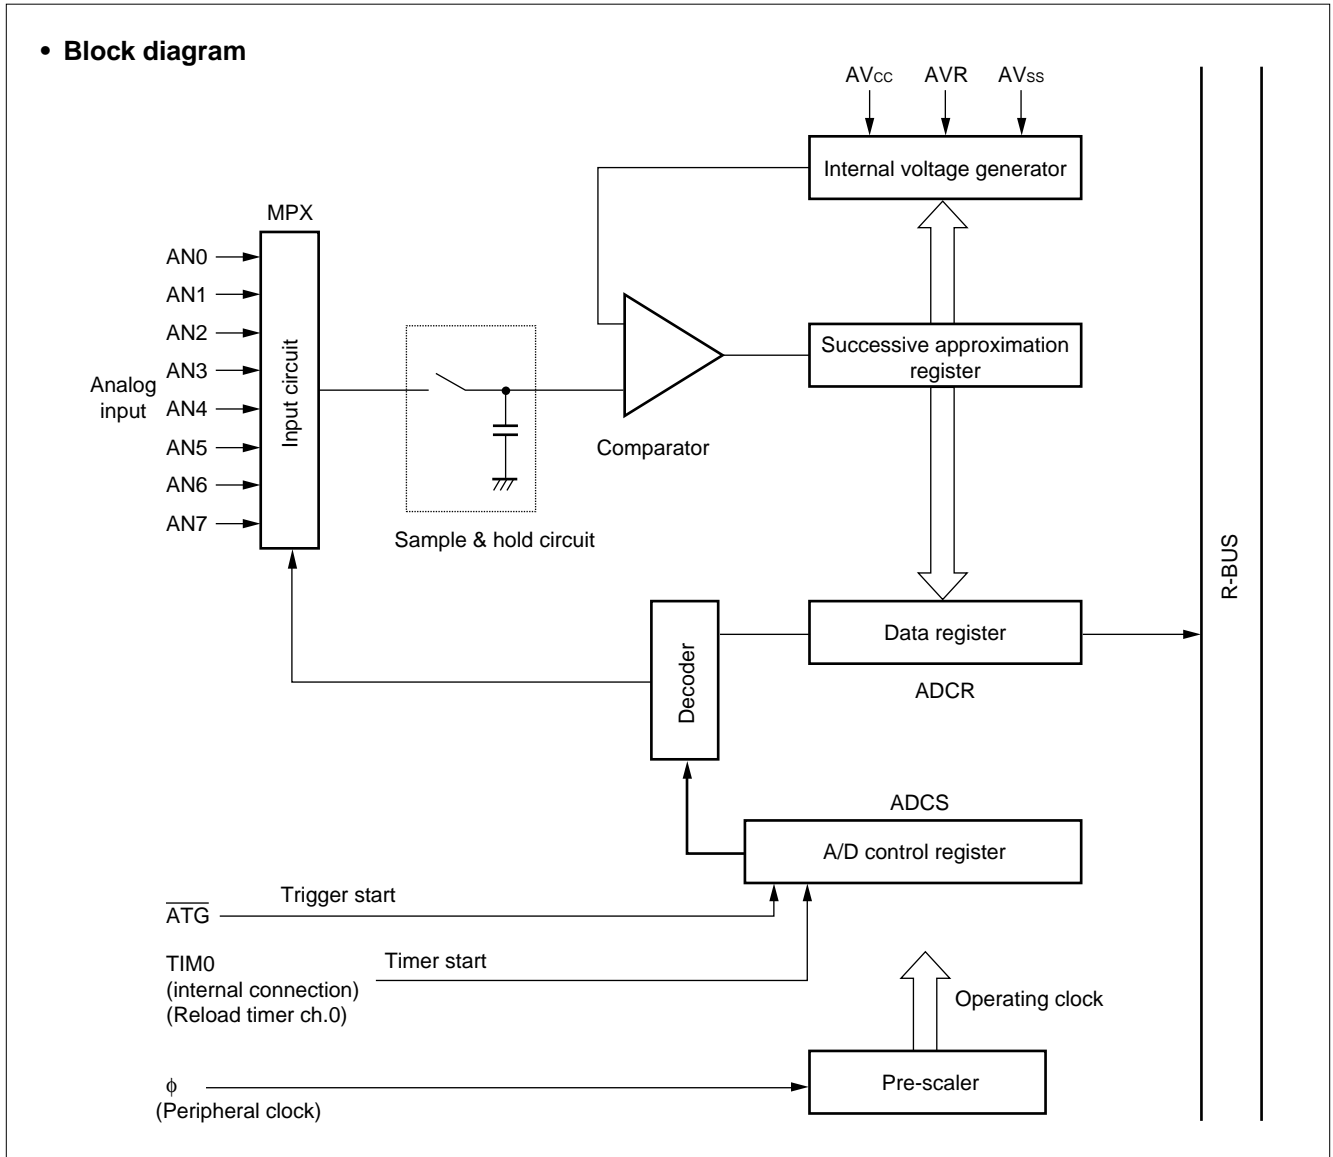 • Block diagram
AVcc AVR AVss
Internal voltage generator
MPX
AN0
AN1
AN2
AN3
AN4
AN5
AN6
AN7
Analog
input
Input circuit
Successive approximation
register
Comparator
Sample & hold circuit
R-BUS
Decoder
Data register
ADCR
ADCS
A/D control register
Trigger start
ATG
TIM0
(internal connection)
(Reload timer ch.0)
Timer start
Operating clock
Pre-scaler
ϕ
(Peripheral clock)